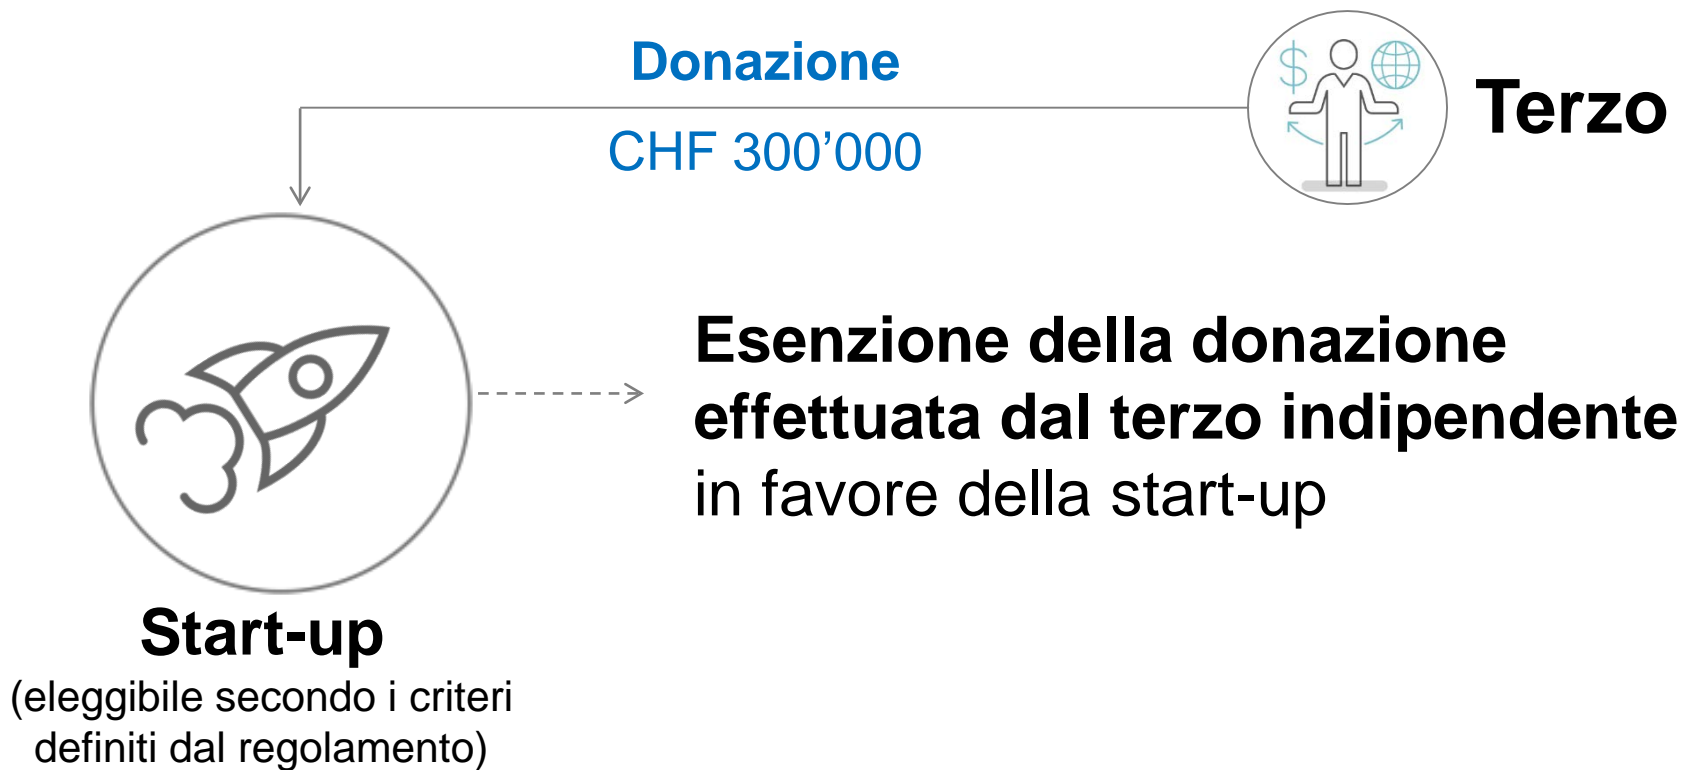 Donazione
CHF 300’000
Terzo
Esenzione della donazione
effettuata dal terzo indipendente
in favore della start-up
Start-up
(eleggibile secondo i criteri
definiti dal regolamento)